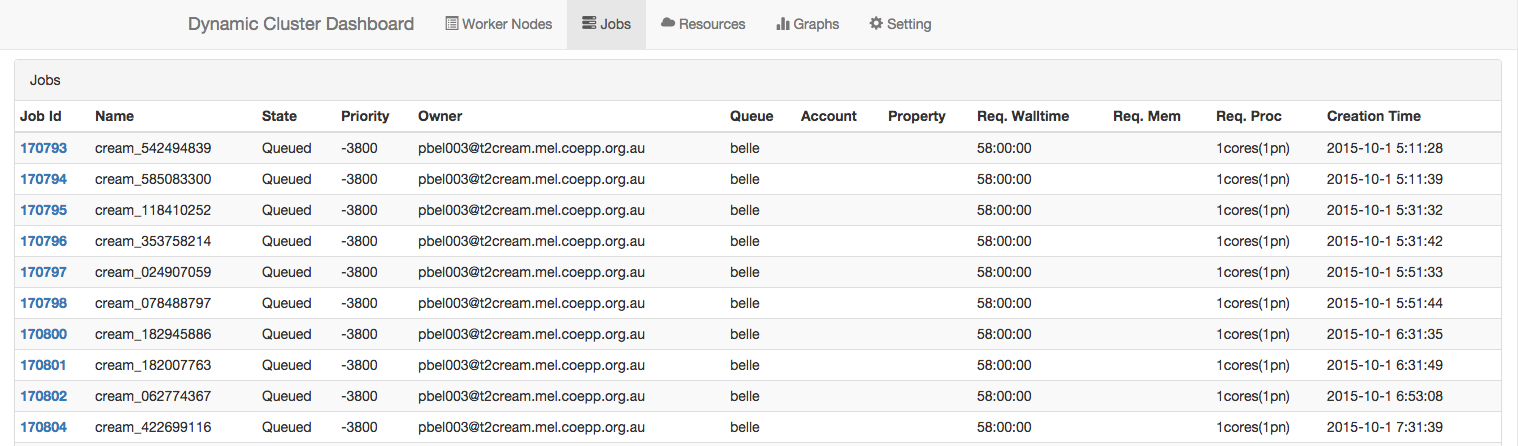 Dynamic Cluster Dashboard Worker Nodes Jobs Resources Graphs Setting
Jobs
Job Id Name State Priority Owner Queue Account Property Req. Walltime Req. Mem Req. Proc Creation Time
170793 cream_542494839 Queued -3800 pbel003@t2cream.mel.coepp.org.au belle 58:00:00 1cores(1pn) 2015-10-1 5:11:28
170794 cream_585083300 Queued -3800 pbel003@t2cream.mel.coepp.org.au belle 58:00:00 1cores(1pn) 2015-10-1 5:11:39
170795 cream_118410252 Queued -3800 pbel003@t2cream.mel.coepp.org.au belle 58:00:00 1cores(1pn) 2015-10-1 5:31:32
170796 cream_353758214 Queued -3800 pbel003@t2cream.mel.coepp.org.au belle 58:00:00 1cores(1pn) 2015-10-1 5:31:42
170797 cream_024907059 Queued -3800 pbel003@t2cream.mel.coepp.org.au belle 58:00:00 1cores(1pn) 2015-10-1 5:51:33
170798 cream_078488797 Queued -3800 pbel003@t2cream.mel.coepp.org.au belle 58:00:00 1cores(1pn) 2015-10-1 5:51:44
170800 cream_182945886 Queued -3800 pbel003@t2cream.mel.coepp.org.au belle 58:00:00 1cores(1pn) 2015-10-1 6:31:35
170801 cream_182007763 Queued -3800 pbel003@t2cream.mel.coepp.org.au belle 58:00:00 1cores(1pn) 2015-10-1 6:31:49
170802 cream_062774367 Queued -3800 pbel003@t2cream.mel.coepp.org.au belle 58:00:00 1cores(1pn) 2015-10-1 6:53:08
170804 cream_422699116 Queued -3800 pbel003@t2cream.mel.coepp.org.au belle 58:00:00 1cores(1pn) 2015-10-1 7:31:39